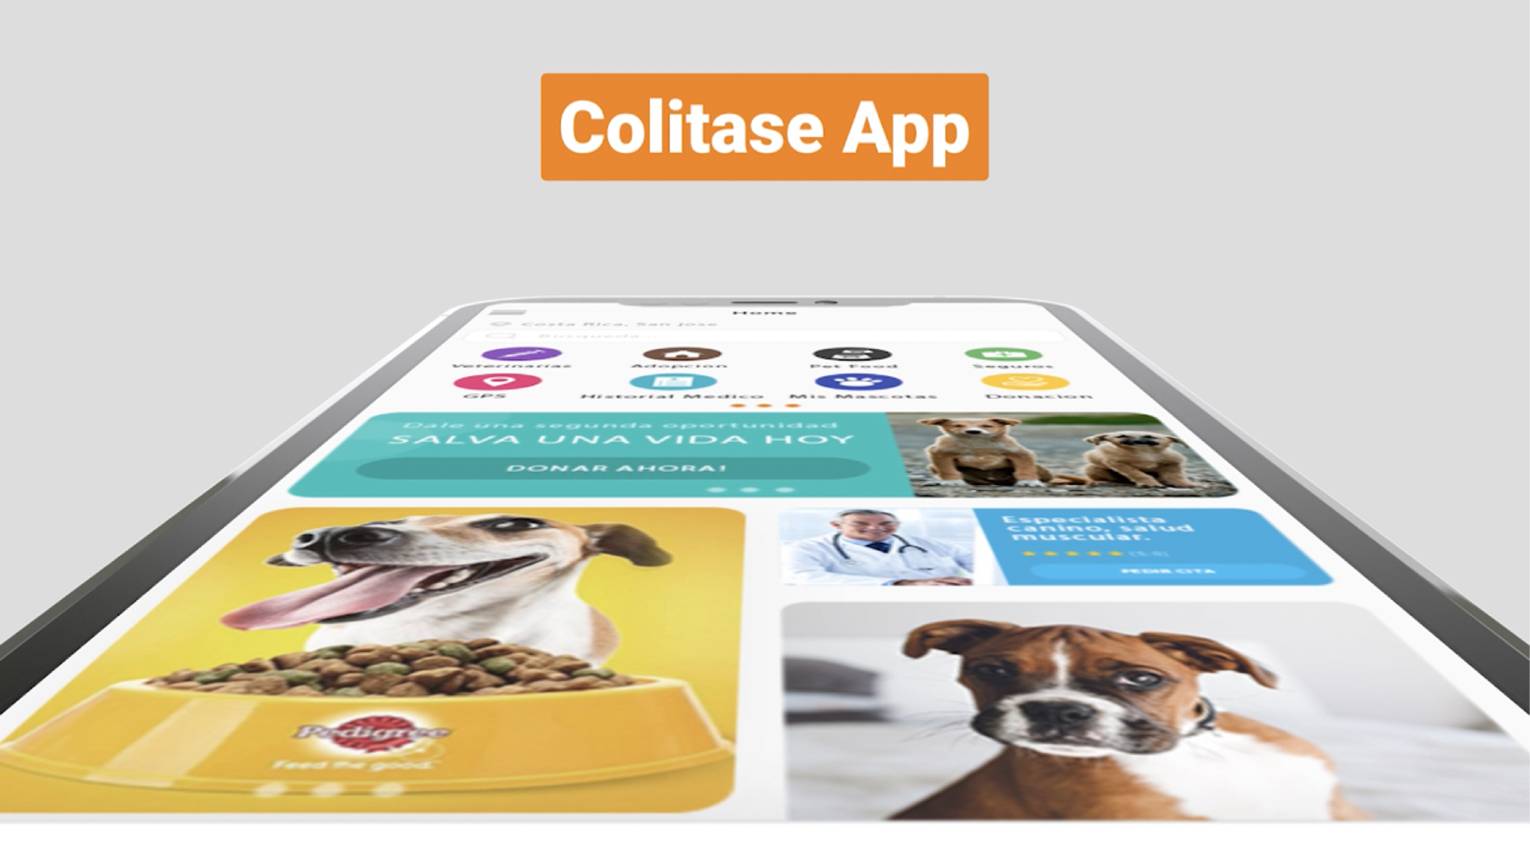 Colitase App
Home
Costa Rica, San Jose
Busqueda
Veterinarias
Adopcion
Pet Food
Seguros
GPS
Historial Medico
Mis Mascotas
Donacion
Dale una segunda oportunidad
SALVA UNA VIDA HOY
DONAR AHORA!
Especialista
canino, salud
muscular.
(5.0)
PEDIR CITA
Pedigree
Feed the good.